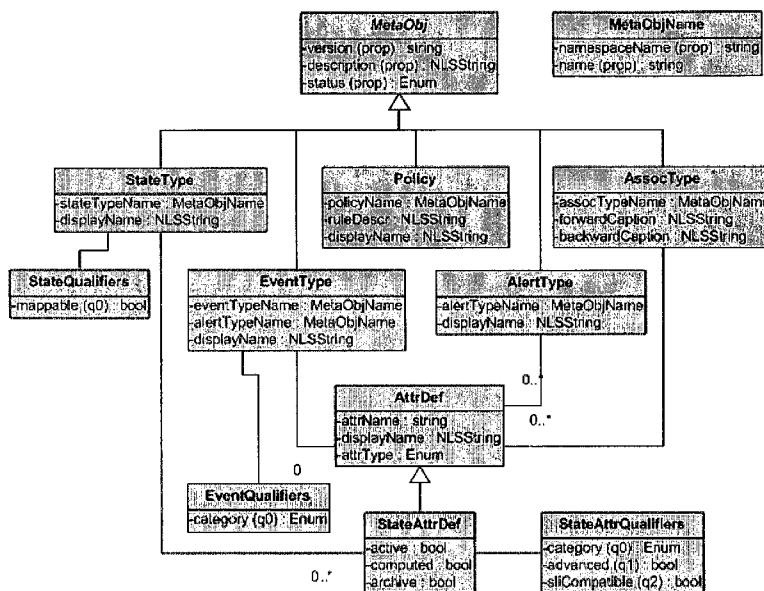 MetaObj
-version (prop) : string
-description (prop) : NLSString
-status (prop) : Enum
MetaObjName
-namespaceName (prop) : string
-name (prop) : string
StateType
-stateTypeName : MetaObjName
-displayName : NLSString
Policy
-policyName : MetaObjName
-ruleDescr : NLSString
-displayName : NLSString
AssocType
-assocTypeName : MetaObjName
-forwardCaption : NLSString
-backwardCaption : NLSString
StateQualifiers
-mappable (q0) : bool
EventType
-eventTypeName : MetaObjName
-alertTypeName : MetaObjName
-displayName : NLSString
AlertType
-alertTypeName : MetaObjName
-displayName : NLSString
0..*
AttrDef
-attrName : string
-displayName : NLSString
-attrType : Enum
0..*
0
EventQualifiers
-category (q0) : Enum
StateAttrDef
-active : bool
-computed : bool
-archive : bool
StateAttrQualifiers
-category (q0) : Enum
-advanced (q1) : bool
-sliCompatible (q2) : bool
0..*